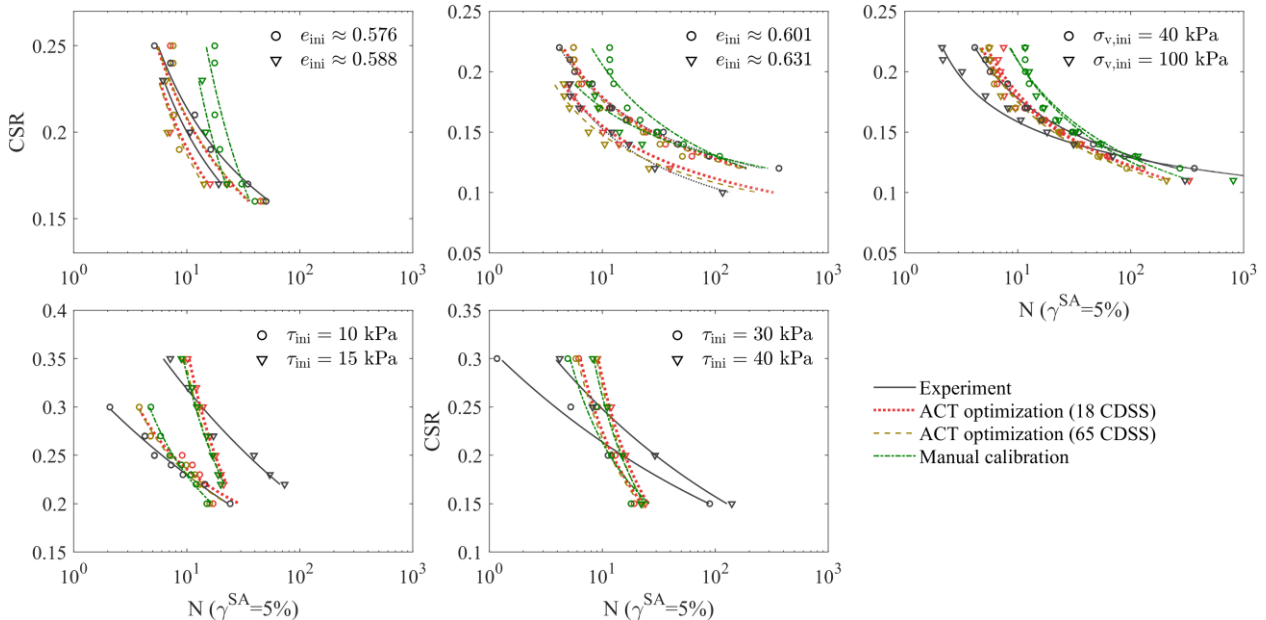 CSR
0.25
0.2
0.15
10^0
10^1
10^2
10^3
e_ini ≈ 0.576
e_ini ≈ 0.588
0.25
0.2
0.15
0.1
0.05
10^0
10^1
10^2
10^3
e_ini ≈ 0.601
e_ini ≈ 0.631
0.25
0.2
0.15
0.1
0.05
10^0
10^1
10^2
10^3
N (γ^SA=5%)
σ_v,ini = 40 kPa
σ_v,ini = 100 kPa
0.4
0.35
0.3
0.25
0.2
0.15
10^0
10^1
10^2
10^3
N (γ^SA=5%)
τ_ini = 10 kPa
τ_ini = 15 kPa
CSR
0.4
0.3
0.2
0.1
10^0
10^1
10^2
10^3
N (γ^SA=5%)
τ_ini = 30 kPa
τ_ini = 40 kPa
Experiment
ACT optimization (18 CDSS)
ACT optimization (65 CDSS)
Manual calibration